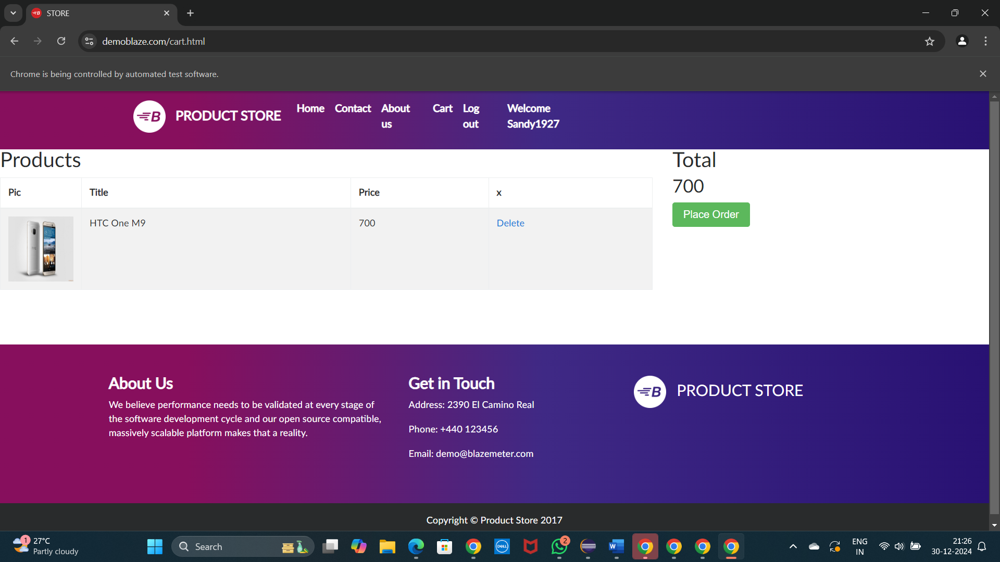 STORE
demoblaze.com/cart.html
Chrome is being controlled by automated test software.
B PRODUCT STORE Home Contact About us Cart Log out Welcome Sandy1927
Products
Pic Title Price x
HTC One M9 700 Delete
Total
700
Place Order
About Us
We believe performance needs to be validated at every stage of
the software development cycle and our open source compatible,
massively scalable platform makes that a reality.
Get in Touch
Address: 2390 El Camino Real
Phone: +440 123456
Email: demo@blazemeter.com
B PRODUCT STORE
Copyright © Product Store 2017
1 27°C
Partly cloudy
Search
DELL
2
W
ENG
IN
21:26
30-12-2024